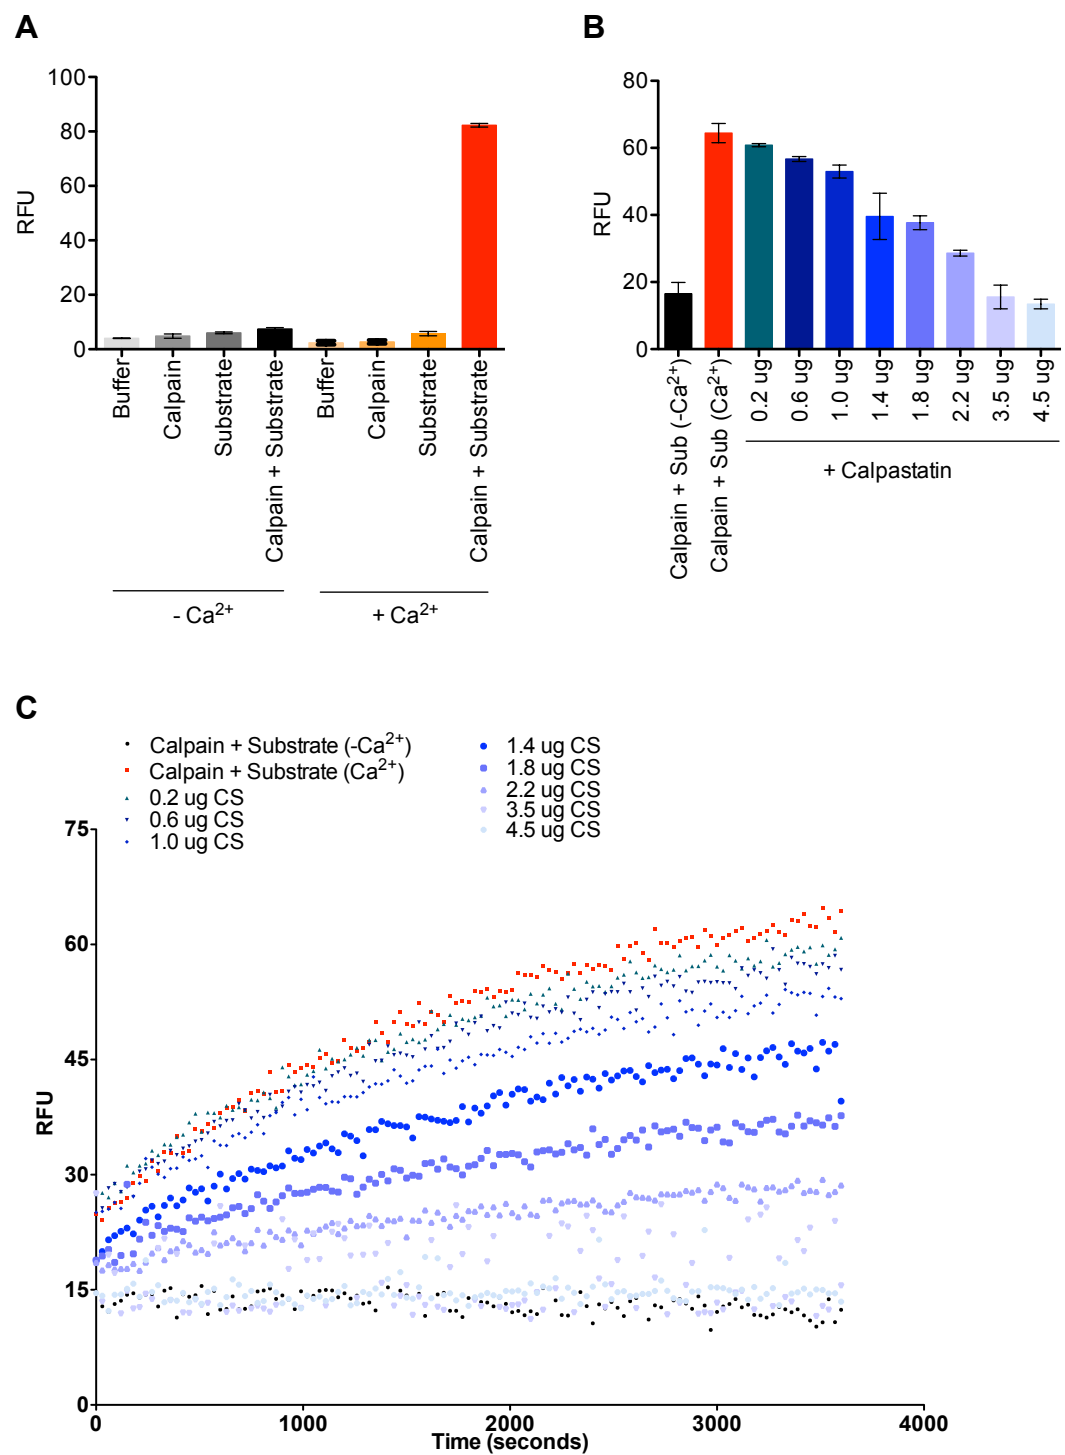 A
100
80
60
40
20
0
RFU
Buffer
Calpain
Substrate
Calpain + Substrate
Buffer
Calpain
Substrate
Calpain + Substrate
- Ca²⁺
+ Ca²⁺
B
80
60
40
20
0
RFU
Calpain + Sub (-Ca²⁺)
Calpain + Sub (Ca²⁺)
0.2 ug
0.6 ug
1.0 ug
1.4 ug
1.8 ug
2.2 ug
3.5 ug
4.5 ug
+ Calpastatin
C
Calpain + Substrate (-Ca²⁺)
Calpain + Substrate (Ca²⁺)
0.2 ug CS
0.6 ug CS
1.0 ug CS
1.4 ug CS
1.8 ug CS
2.2 ug CS
3.5 ug CS
4.5 ug CS
75
60
45
30
15
0
RFU
0 1000 2000 3000 4000
Time (seconds)